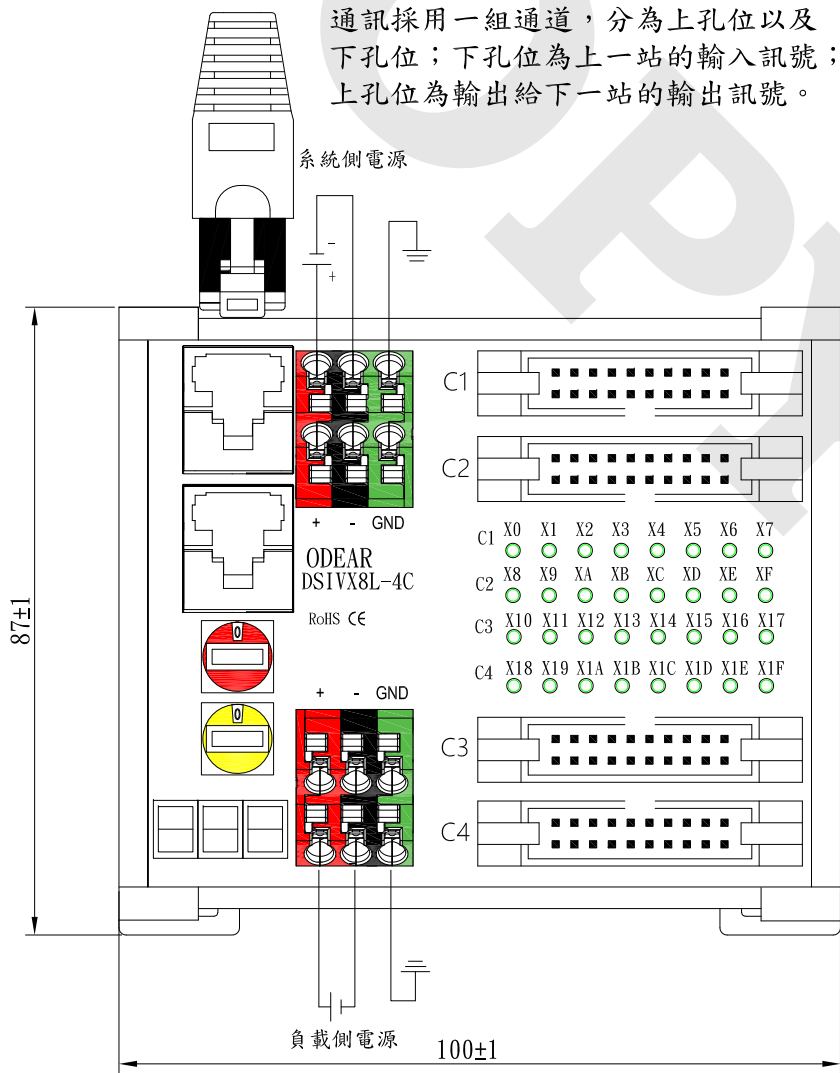 通訊採用一組通道，分為上孔位以及
下孔位；下孔位為上一站的輸入訊號；
上孔位為輸出給下一站的輸出訊號。
系統側電源
-
+
C1
C2
+ - GND
ODEAR
DSIVX8L-4C
RoHS CE
C1 X0 X1 X2 X3 X4 X5 X6 X7
C2 X8 X9 XA XB XC XD XE XF
C3 X10 X11 X12 X13 X14 X15 X16 X17
C4 X18 X19 X1A X1B X1C X1D X1E X1F
0
+ - GND
0
C3
C4
87±1
負載側電源
100±1
COPY